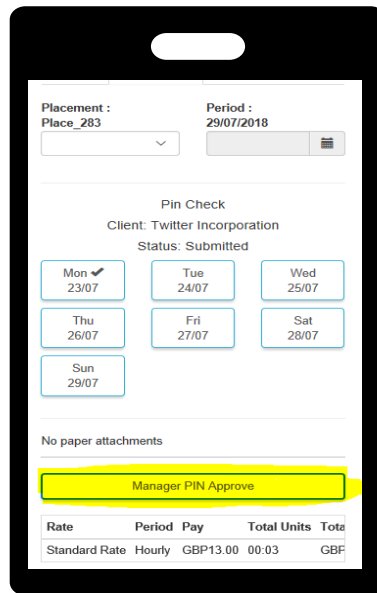 Placement : Period :
Place_283 29/07/2018
Pin Check
Client: Twitter Incorporation
Status: Submitted
Mon ✔ Tue Wed
23/07 24/07 25/07
Thu Fri Sat
26/07 27/07 28/07
Sun
29/07
No paper attachments
Manager PIN Approve
Rate Period Pay Total Units Tota
Standard Rate Hourly GBP13.00 00:03 GBP